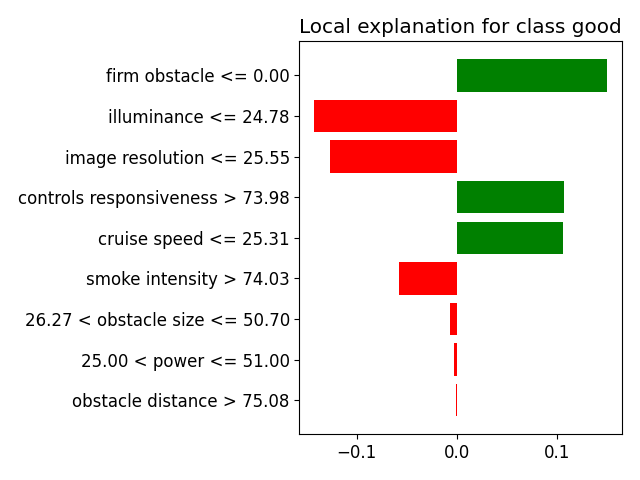 Local explanation for class good
firm obstacle <= 0.00
illuminance <= 24.78
image resolution <= 25.55
controls responsiveness > 73.98
cruise speed <= 25.31
smoke intensity > 74.03
26.27 < obstacle size <= 50.70
25.00 < power <= 51.00
obstacle distance > 75.08
−0.1 0.0 0.1